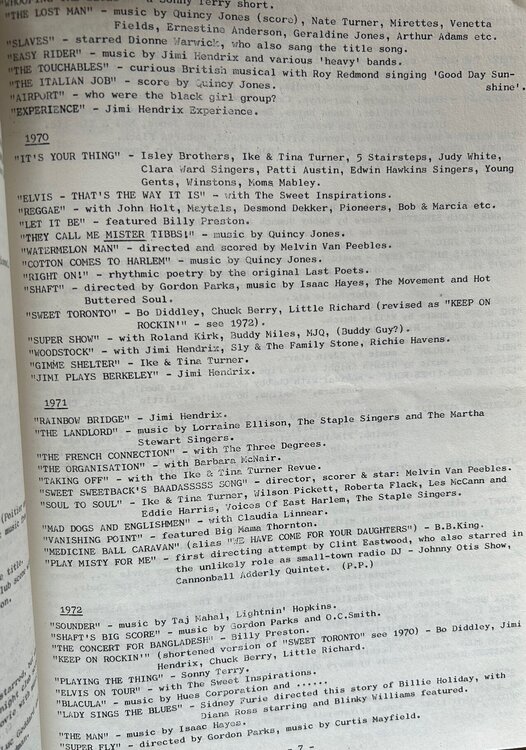 "WHOOPING THE BLUES" - a Sonny Terry short.
"THE LOST MAN" - music by Quincy Jones (score), Nate Turner, Mirettes, Venetta
Fields, Ernestine Anderson, Geraldine Jones, Arthur Adams etc.
"SLAVES" - starred Dionne Warwick, who also sang the title song.
"EASY RIDER" - music by Jimi Hendrix and various 'heavy' bands.
"THE TOUCHABLES" - curious British musical with Roy Redmond singing 'Good Day Sun-
shine'.
"THE ITALIAN JOB" - score by Quincy Jones.
"AIRPORT" - who were the black girl group?
"EXPERIENCE" - Jimi Hendrix Experience.
1970
"IT'S YOUR THING" - Isley Brothers, Ike & Tina Turner, 5 Stairsteps, Judy White,
Clara Ward Singers, Patti Austin, Edwin Hawkins Singers, Young
Gents, Winstons, Moms Mabley.
"ELVIS - THAT'S THE WAY IT IS" - with The Sweet Inspirations.
"REGGAE" - with John Holt, Maytals, Desmond Dekker, Pioneers, Bob & Marcia etc.
"LET IT BE" - featured Billy Preston.
"THEY CALL ME MISTER TIBBS!" - music by Quincy Jones.
"WATERMELON MAN" - directed and scored by Melvin Van Peebles.
"COTTON COMES TO HARLEM" - music by Quincy Jones.
"RIGHT ON!" - rhythmic poetry by the original Last Poets.
"SHAFT" - directed by Gordon Parks, music by Isaac Hayes, The Movement and Hot
Buttered Soul.
"SWEET TORONTO" - Bo Diddley, Chuck Berry, Little Richard (revised as "KEEP ON
ROCKIN'" - see 1972).
"SUPER SHOW" - with Roland Kirk, Buddy Miles, MJQ, (Buddy Guy?).
"WOODSTOCK" - with Jimi Hendrix, Sly & The Family Stone, Richie Havens.
"GIMME SHELTER" - Ike & Tina Turner.
"JIMI PLAYS BERKELEY" - Jimi Hendrix.
1971
"RAINBOW BRIDGE" - Jimi Hendrix.
"THE LANDLORD" - music by Lorraine Ellison, The Staple Singers and The Martha
Stewart Singers.
"THE FRENCH CONNECTION" - with The Three Degrees.
"THE ORGANISATION" - with Barbara McNair.
"TAKING OFF" - with the Ike & Tina Turner Revue.
"SWEET SWEETBACK'S BAADASSSSS SONG" - director, scorer & star: Melvin Van Peebles.
"SOUL TO SOUL" - Ike & Tina Turner, Wilson Pickett, Roberta Flack, Les McCann and
Eddie Harris, Voices Of East Harlem, The Staple Singers.
"MAD DOGS AND ENGLISHMEN" - with Claudia Linnear.
"VANISHING POINT" - featured Big Mama Thornton.
"MEDICINE BALL CARAVAN" (alias "WE HAVE COME FOR YOUR DAUGHTERS") - B.B.King.
"PLAY MISTY FOR ME" - first directing attempt by Clint Eastwood, who also starred in
the unlikely role as small-town radio DJ - Johnny Otis Show,
Cannonball Adderly Quintet. (P.P.)
1972
"SOUNDER" - music by Taj Mahal, Lightnin' Hopkins.
"SHAFT'S BIG SCORE" - music by Gordon Parks and O.C.Smith.
"THE CONCERT FOR BANGLADESH" - Billy Preston.
"KEEP ON ROCKIN'" (shortened version of "SWEET TORONTO" see 1970) - Bo Diddley, Jimi
Hendrix, Chuck Berry, Little Richard.
"PLAYING THE THING" - Sonny Terry.
"ELVIS ON TOUR" - with The Sweet Inspirations.
"BLACULA" - music by Hues Corporation and ......
"LADY SINGS THE BLUES" - Sidney Furie directed this story of Billie Holiday, with
Diana Ross starring and Blinky Williams featured.
"THE MAN" - music by Isaac Hayes.
"SUPER FLY" - directed by Gordon Parks, music by Curtis Mayfield.
- 7 -